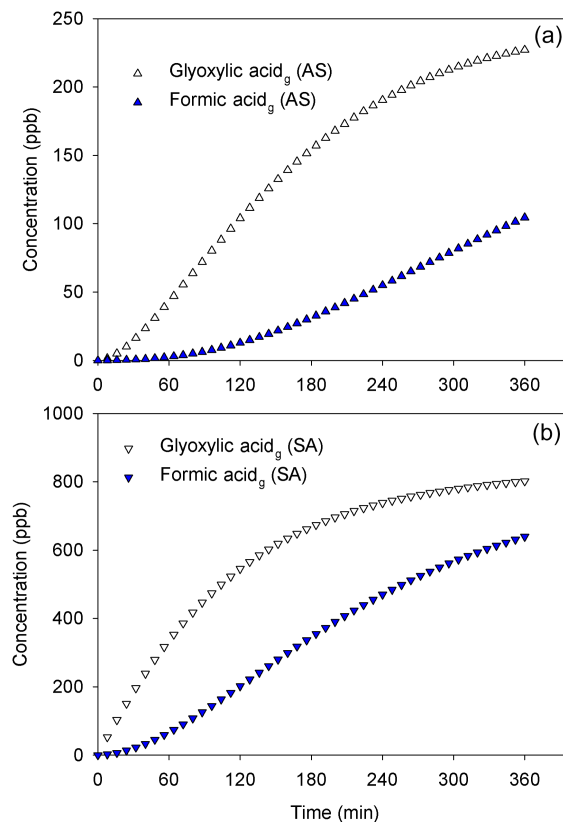 (a)
250
Glyoxylic acidg (AS)
200
Formic acidg (AS)
150
Concentration (ppb)
100
50
0
0 60 120 180 240 300 360
(b)
1000
Glyoxylic acidg (SA)
Formic acidg (SA)
800
600
Concentration (ppb)
400
200
0
0 60 120 180 240 300 360
Time (min)